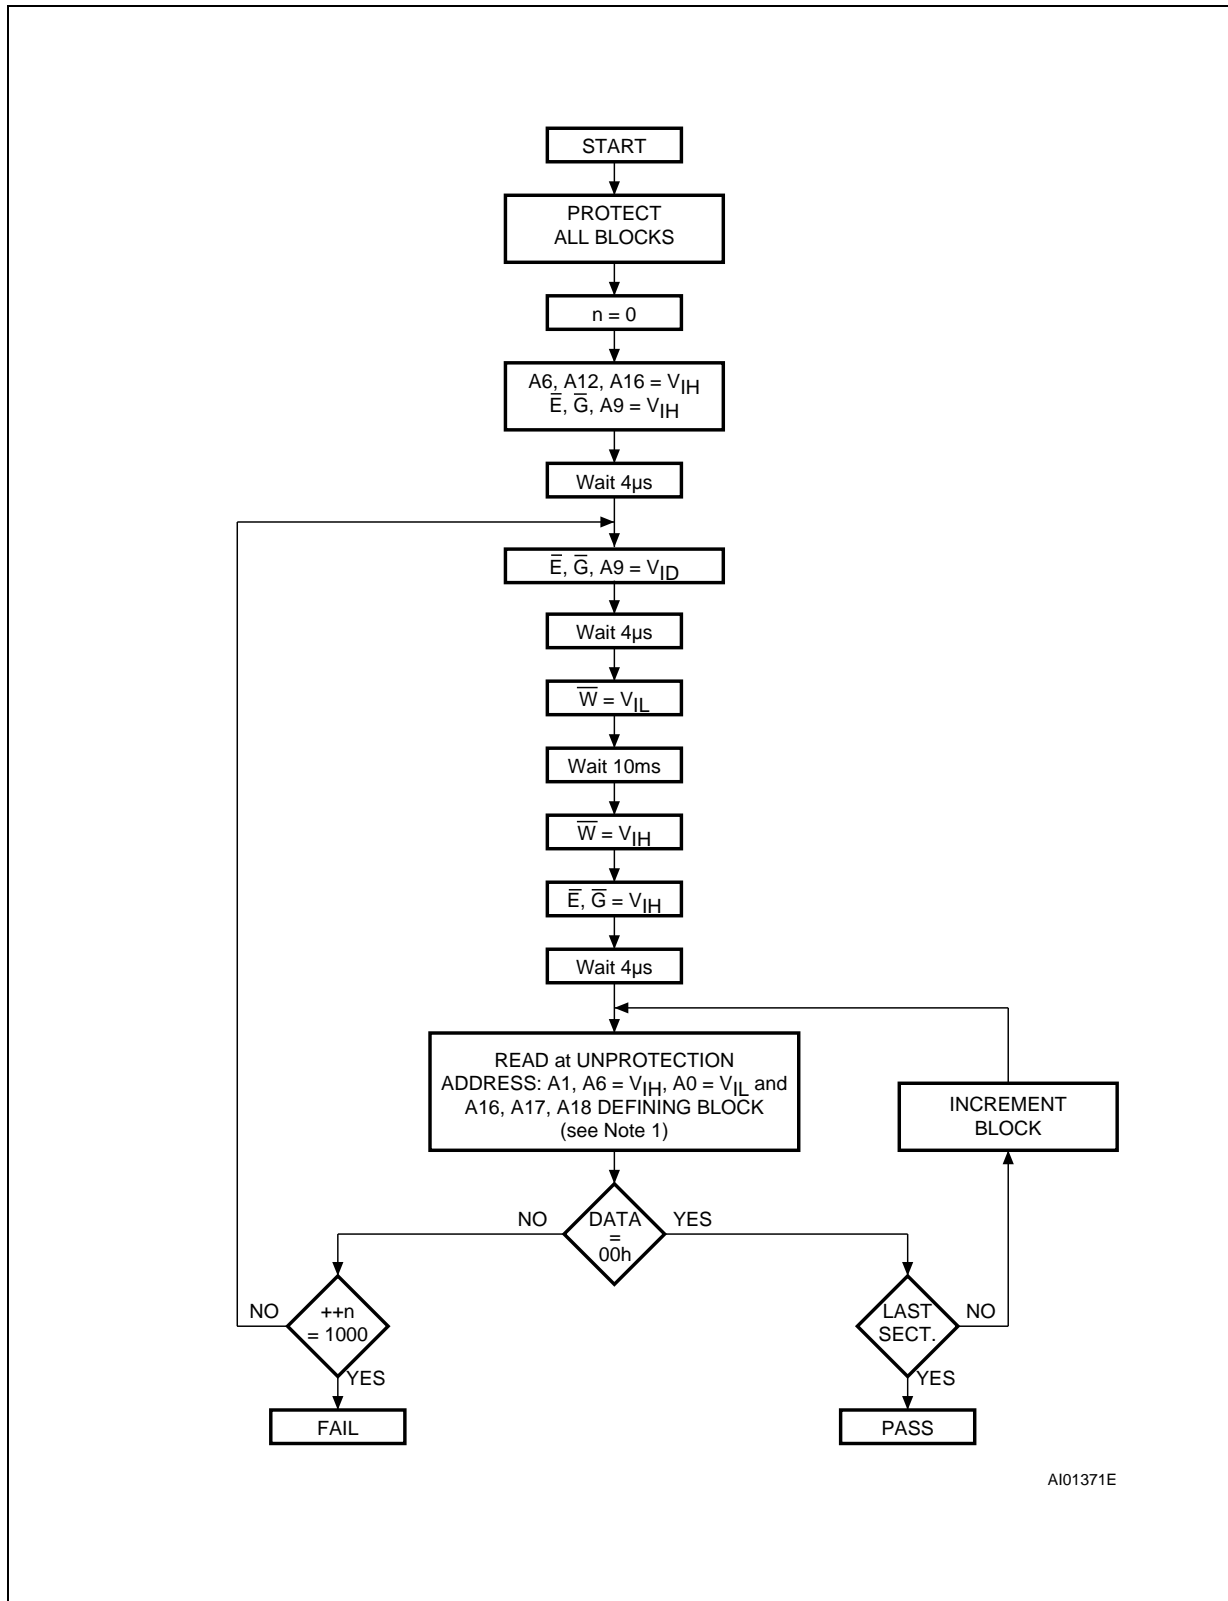 START
PROTECT
ALL BLOCKS
n = 0
A6, A12, A16 = VIH
E̅, G̅, A9 = VIH
Wait 4µs
E̅, G̅, A9 = VID
Wait 4µs
W̅ = VIL
Wait 10ms
W̅ = VIH
E̅, G̅ = VIH
Wait 4µs
READ at UNPROTECTION
ADDRESS: A1, A6 = VIH, A0 = VIL and
A16, A17, A18 DEFINING BLOCK
(see Note 1)
INCREMENT
BLOCK
NO
DATA
=
00h
YES
NO
++n
= 1000
YES
LAST
SECT.
NO
YES
FAIL
PASS
AI01371E